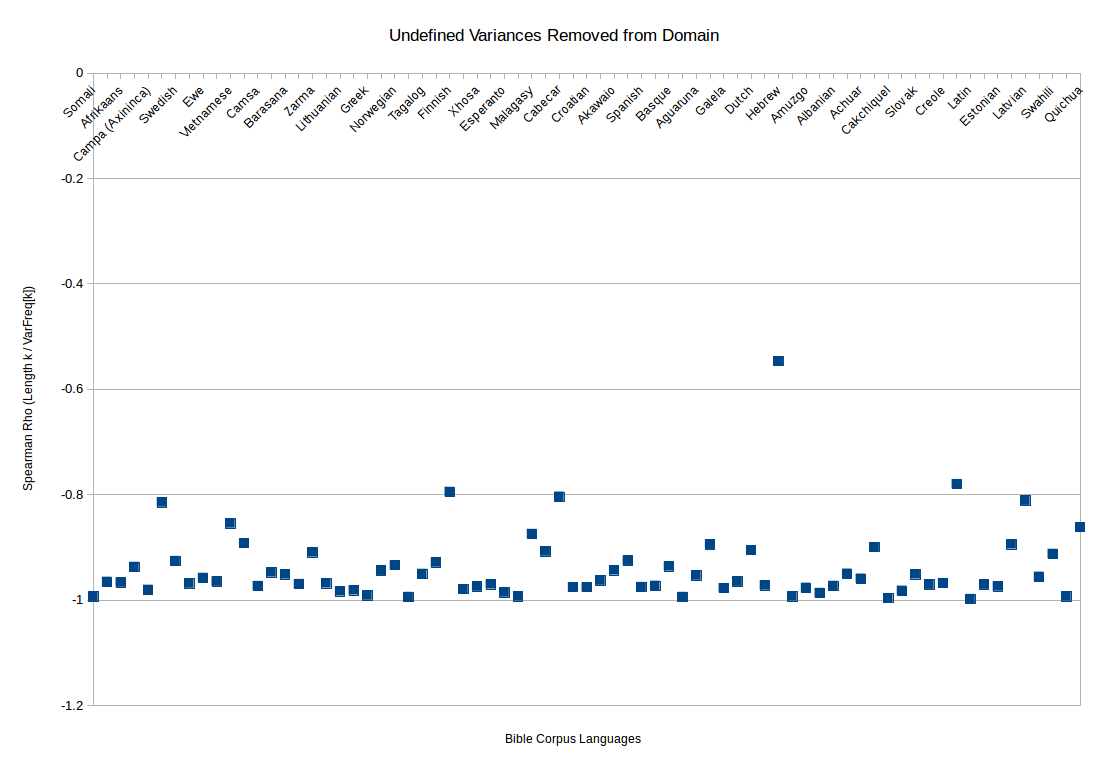 Undefined Variances Removed from Domain
0
-0.2
-0.4
-0.6
-0.8
-1
-1.2
Somali
Afrikaans
Campa (Axininca)
Swedish
Ewe
Vietnamese
Camsa
Barasana
Zarma
Lithuanian
Greek
Norwegian
Tagalog
Finnish
Xhosa
Esperanto
Malagasy
Cabecar
Croatian
Akawaio
Spanish
Basque
Aguaruna
Galela
Dutch
Hebrew
Amuzgo
Albanian
Achuar
Cakchiquel
Slovak
Creole
Latin
Estonian
Latvian
Swahili
Quichua
Spearman Rho (Length k / VarFreq[k])
Bible Corpus Languages